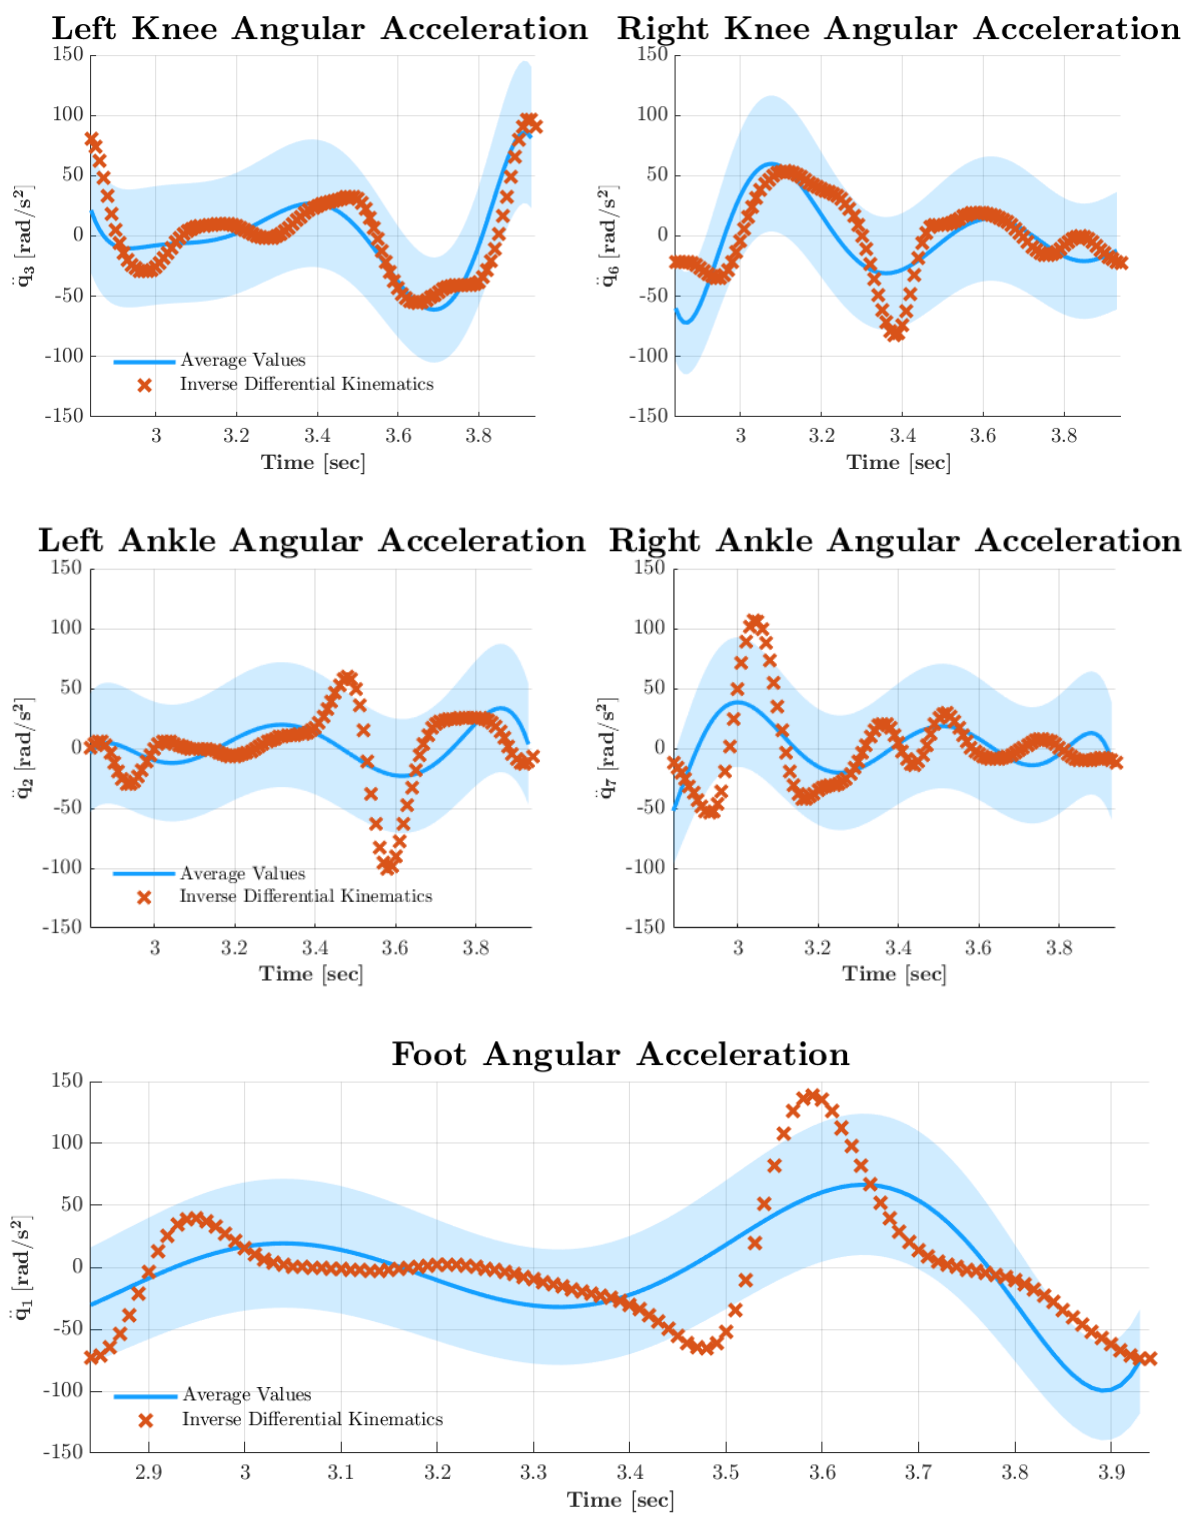 Left Knee Angular Acceleration
150
100
50
0
-50
-100
-150
q̈3 [rad/s²]
Average Values
Inverse Differential Kinematics
3 3.2 3.4 3.6 3.8
Time [sec]
Right Knee Angular Acceleration
150
100
50
0
-50
-100
-150
q̈6 [rad/s²]
3 3.2 3.4 3.6 3.8
Time [sec]
Left Ankle Angular Acceleration
150
100
50
0
-50
-100
-150
q̈2 [rad/s²]
Average Values
Inverse Differential Kinematics
3 3.2 3.4 3.6 3.8
Time [sec]
Right Ankle Angular Acceleration
150
100
50
0
-50
-100
-150
q̈7 [rad/s²]
3 3.2 3.4 3.6 3.8
Time [sec]
Foot Angular Acceleration
150
100
50
0
-50
-100
-150
q̈1 [rad/s²]
Average Values
Inverse Differential Kinematics
2.9 3 3.1 3.2 3.3 3.4 3.5 3.6 3.7 3.8 3.9
Time [sec]